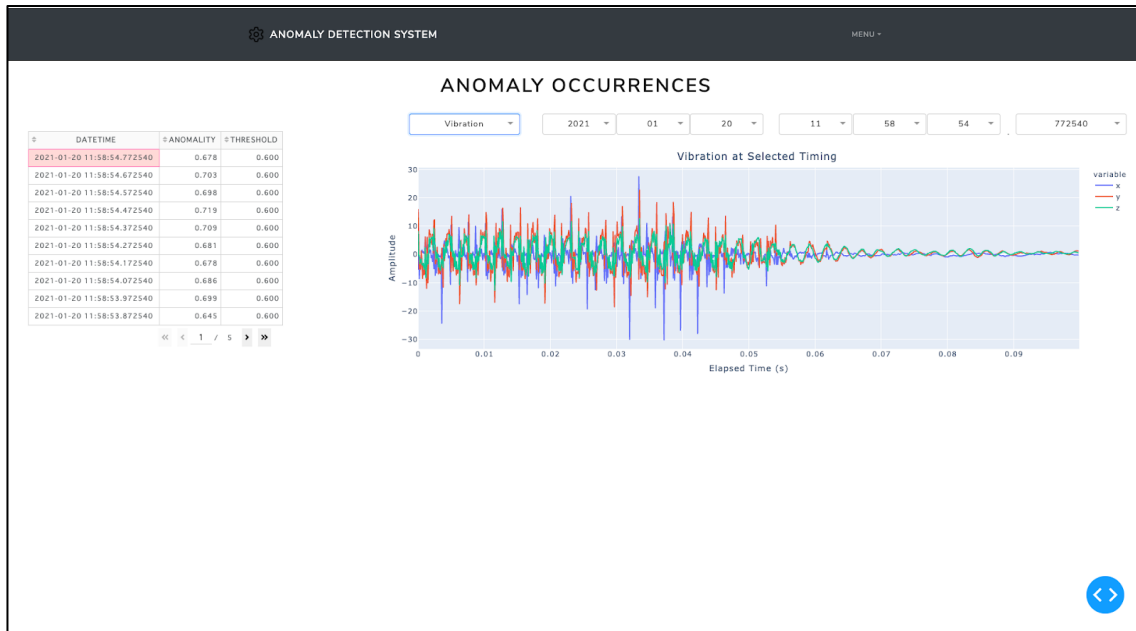 ANOMALY DETECTION SYSTEM
MENU
ANOMALY OCCURRENCES
DATETIME ANOMALITY THRESHOLD
2021-01-20 11:58:54.772540 0.678 0.600
2021-01-20 11:58:54.672540 0.703 0.600
2021-01-20 11:58:54.572540 0.698 0.600
2021-01-20 11:58:54.472540 0.719 0.600
2021-01-20 11:58:54.372540 0.709 0.600
2021-01-20 11:58:54.272540 0.681 0.600
2021-01-20 11:58:54.172540 0.678 0.600
2021-01-20 11:58:54.072540 0.686 0.600
2021-01-20 11:58:53.972540 0.699 0.600
2021-01-20 11:58:53.872540 0.645 0.600
« < 1 / 5 > »
Vibration 2021 01 20 11 58 54 . 772540
Vibration at Selected Timing
variable
x
y
z
Amplitude
30
20
10
0
−10
−20
−30
0 0.01 0.02 0.03 0.04 0.05 0.06 0.07 0.08 0.09
Elapsed Time (s)